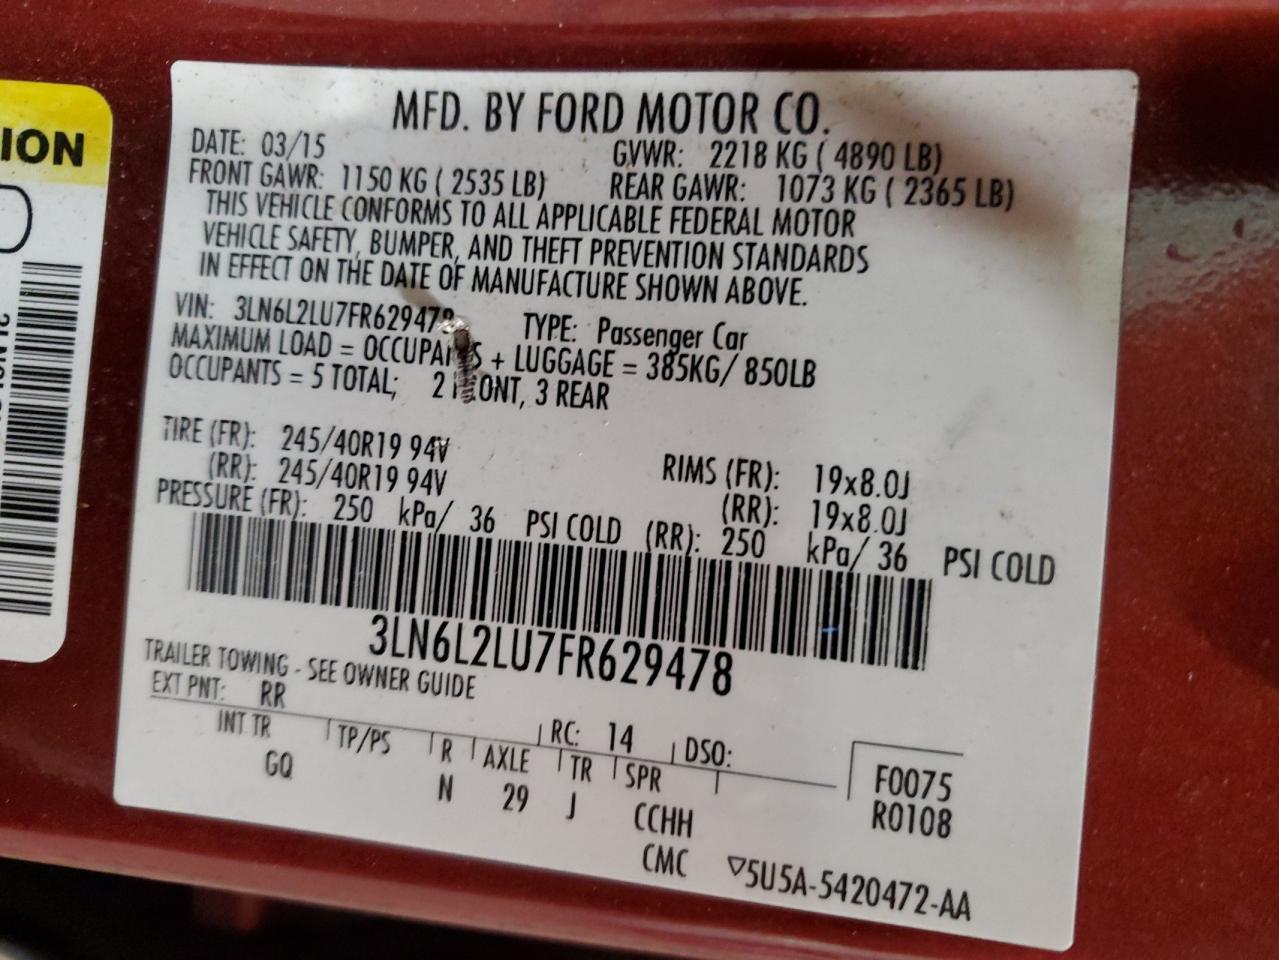 ION
MFD. BY FORD MOTOR CO.
DATE: 03/15 GVWR: 2218 KG ( 4890 LB)
FRONT GAWR: 1150 KG ( 2535 LB) REAR GAWR: 1073 KG ( 2365 LB)
THIS VEHICLE CONFORMS TO ALL APPLICABLE FEDERAL MOTOR
VEHICLE SAFETY, BUMPER, AND THEFT PREVENTION STANDARDS
IN EFFECT ON THE DATE OF MANUFACTURE SHOWN ABOVE.
VIN: 3LN6L2LU7FR629478 TYPE: Passenger Car
MAXIMUM LOAD = OCCUPANTS + LUGGAGE = 385KG/ 850LB
OCCUPANTS = 5 TOTAL; 2 FRONT, 3 REAR
TIRE (FR): 245/40R19 94V RIMS (FR): 19x8.0J
(RR): 245/40R19 94V (RR): 19x8.0J
PRESSURE (FR): 250 kPa/ 36 PSI COLD (RR): 250 kPa/ 36 PSI COLD
3LN6L2LU7FR629478
TRAILER TOWING - SEE OWNER GUIDE
EXT PNT: RR RC: 14 DSO:
INT TR TP/PS R AXLE TR SPR
GQ N 29 J CCHH
CMC
F0075
R0108
▽5U5A-5420472-AA